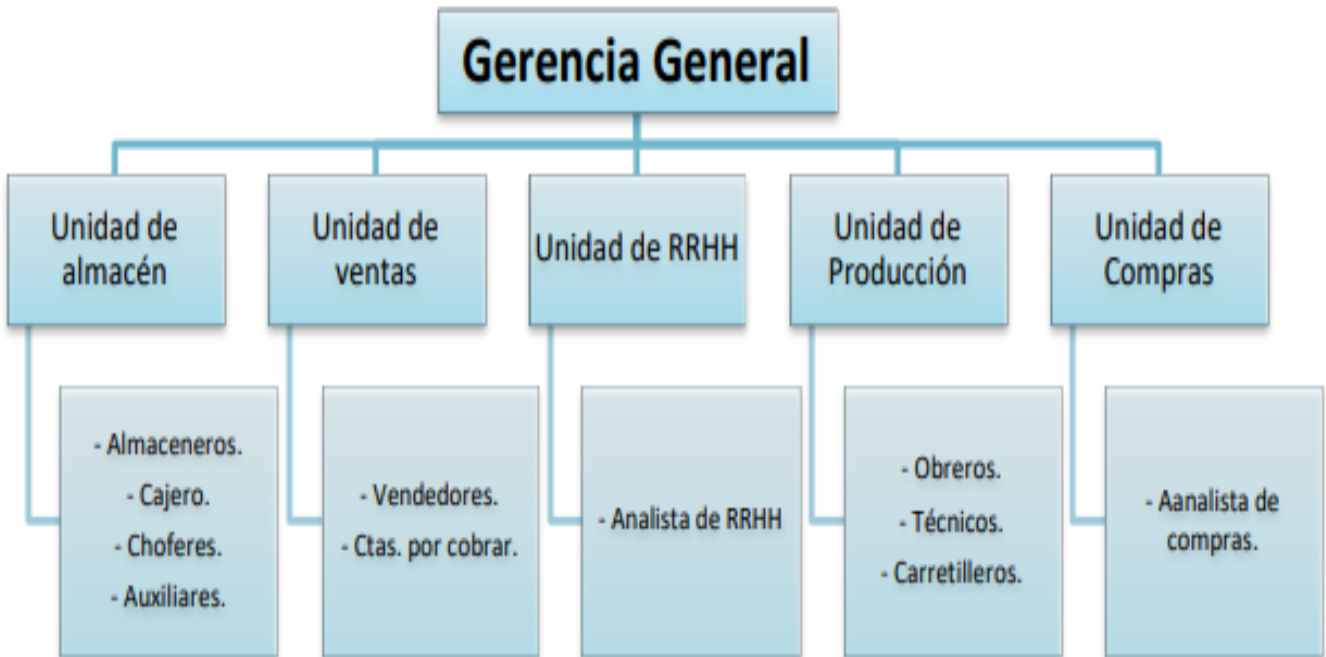 Gerencia General
Unidad de
almacén
Unidad de
ventas
Unidad de RRHH
Unidad de
Producción
Unidad de
Compras
- Almaceneros.
- Cajero.
- Choferes.
- Auxiliares.
- Vendedores.
- Ctas. por cobrar.
- Analista de RRHH
- Obreros.
- Técnicos.
- Carretilleros.
- Aanalista de
compras.